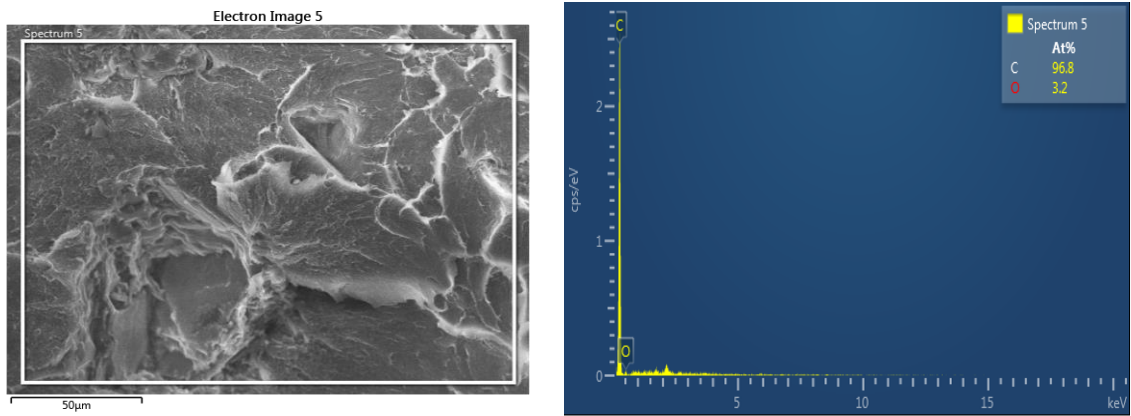 Electron Image 5
Spectrum 5
50µm
cps/eV
2
1
0
C
O
5
10
15
keV
Spectrum 5
At%
C 96.8
O 3.2